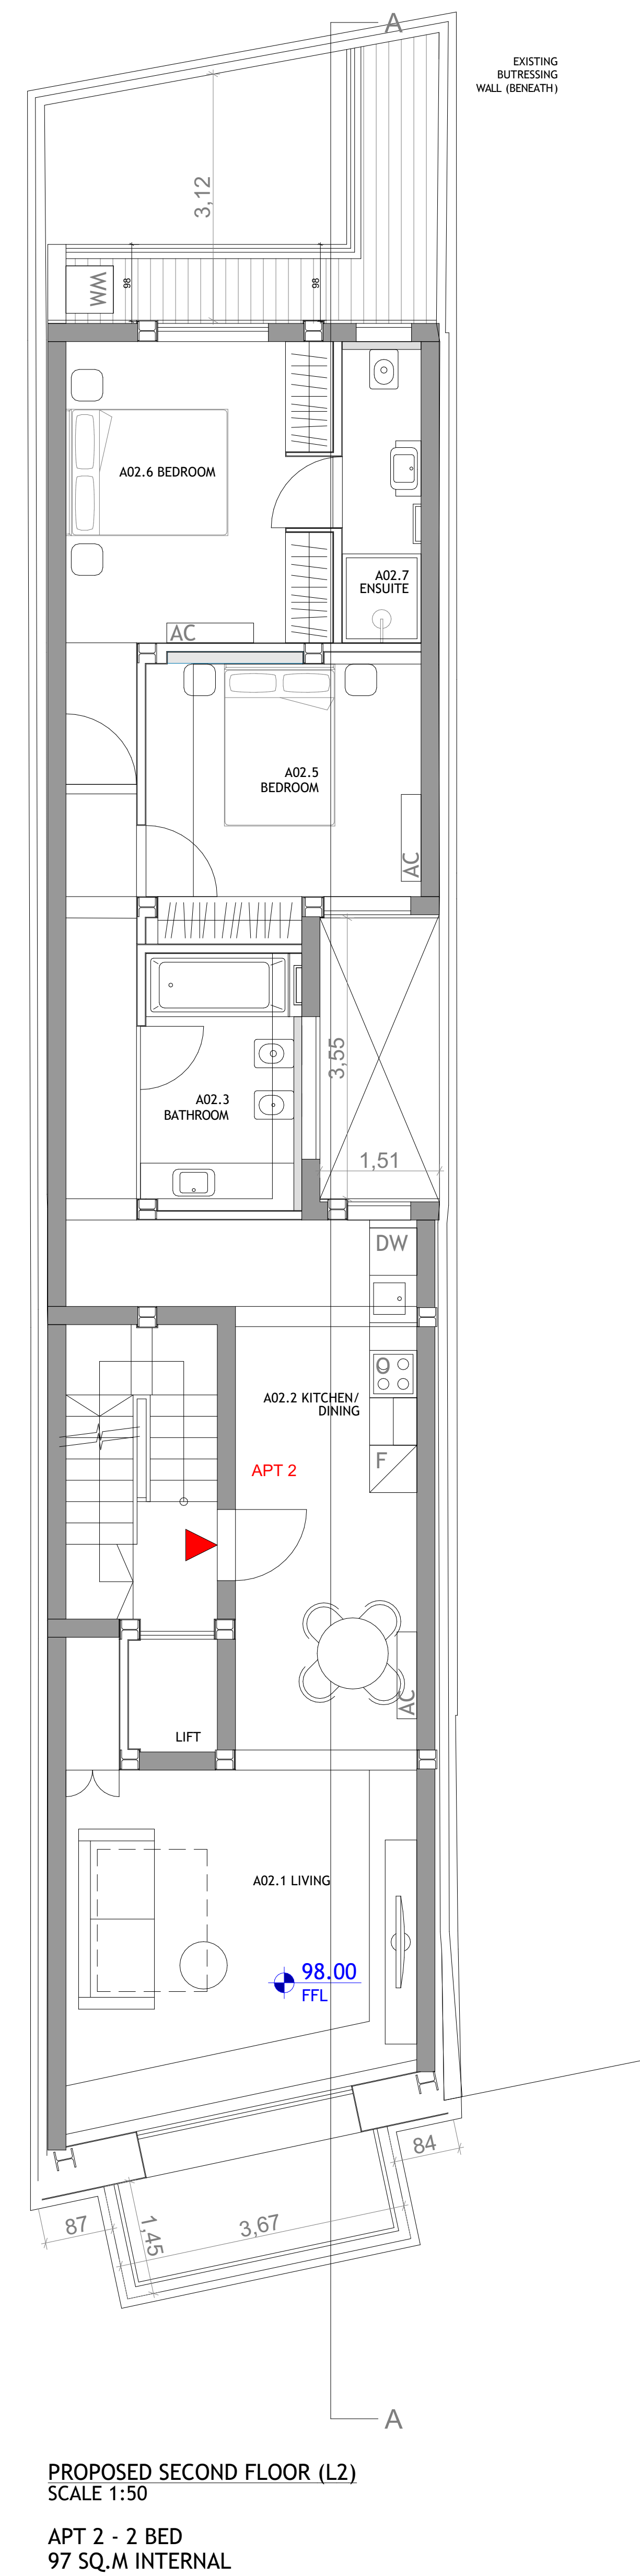 A
EXISTING
BUTRESSING
WALL (BENEATH)
3,12
WM
98
98
A02.6 BEDROOM
A02.7
ENSUITE
AC
A02.5
BEDROOM
AC
3,55
A02.3
BATHROOM
1,51
DW
O
A02.2 KITCHEN/
DINING
F
APT 2
AC
LIFT
A02.1 LIVING
98.00
FFL
84
87
1,45
3,67
A
PROPOSED SECOND FLOOR (L2)
SCALE 1:50
APT 2 - 2 BED
97 SQ.M INTERNAL